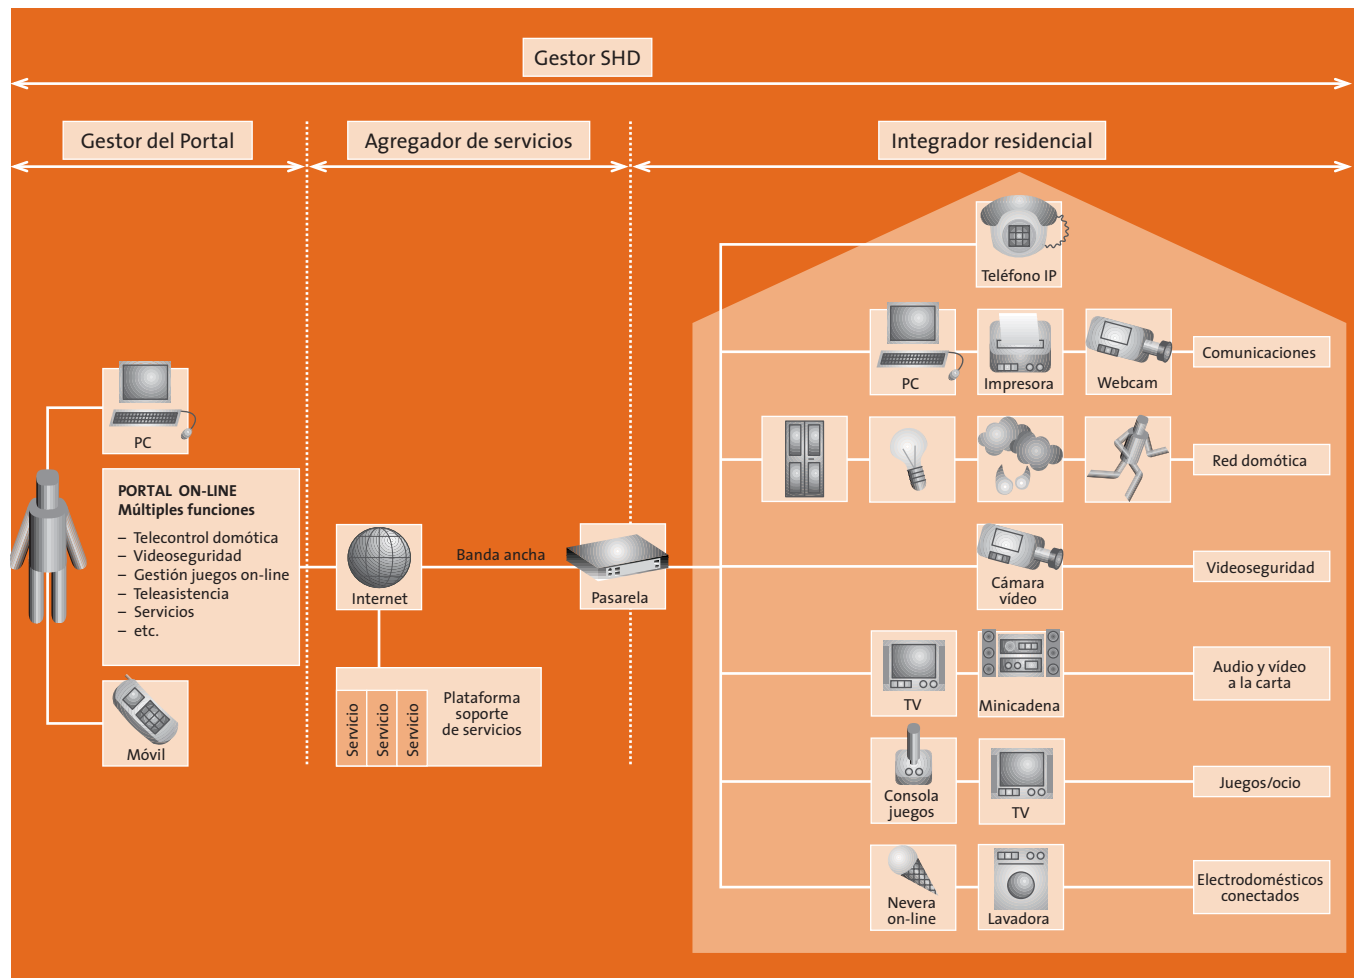 Gestor SHD
Gestor del Portal
Agregador de servicios
Integrador residencial
Teléfono IP
PC
Impresora
Webcam
Comunicaciones
Red domótica
Cámara
vídeo
Videoseguridad
TV
Minicadena
Audio y vídeo
a la carta
Consola
juegos
TV
Juegos/ocio
Nevera
on-line
Lavadora
Electrodomésticos
conectados
PC
PORTAL ON-LINE
Múltiples funciones
– Telecontrol domótica
– Videoseguridad
– Gestión juegos on-line
– Teleasistencia
– Servicios
– etc.
Móvil
Internet
Banda ancha
Pasarela
Servicio
Servicio
Servicio
Plataforma
soporte
de servicios